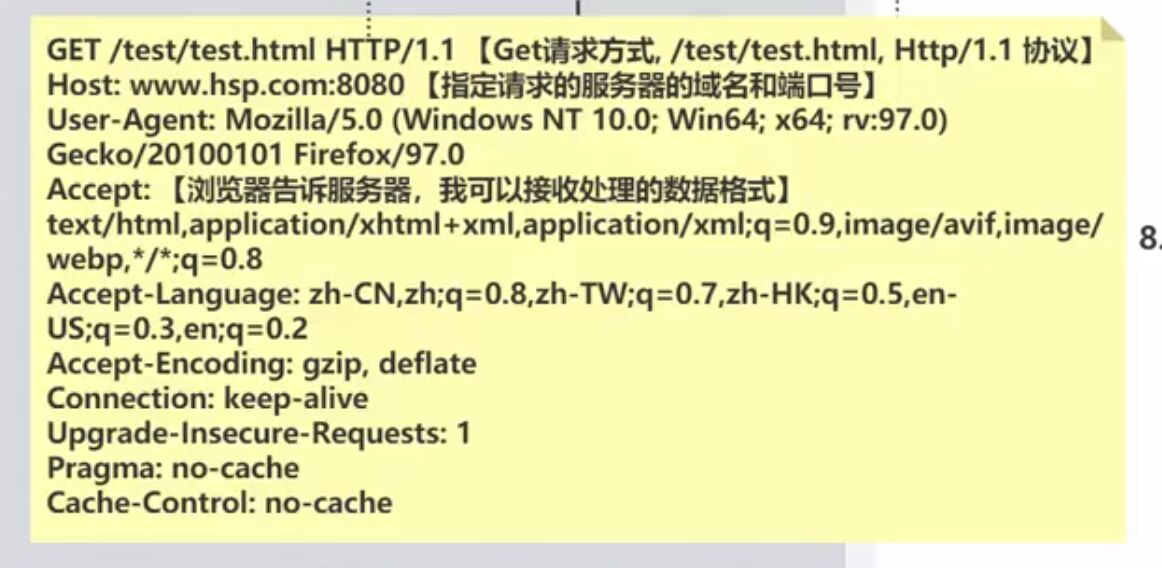 GET /test/test.html HTTP/1.1 【Get请求方式, /test/test.html, Http/1.1 协议】
Host: www.hsp.com:8080 【指定请求的服务器的域名和端口号】
User-Agent: Mozilla/5.0 (Windows NT 10.0; Win64; x64; rv:97.0)
Gecko/20100101 Firefox/97.0
Accept: 【浏览器告诉服务器，我可以接收处理的数据格式】
text/html,application/xhtml+xml,application/xml;q=0.9,image/avif,image/
webp,*/*;q=0.8
Accept-Language: zh-CN,zh;q=0.8,zh-TW;q=0.7,zh-HK;q=0.5,en-
US;q=0.3,en;q=0.2
Accept-Encoding: gzip, deflate
Connection: keep-alive
Upgrade-Insecure-Requests: 1
Pragma: no-cache
Cache-Control: no-cache
8.